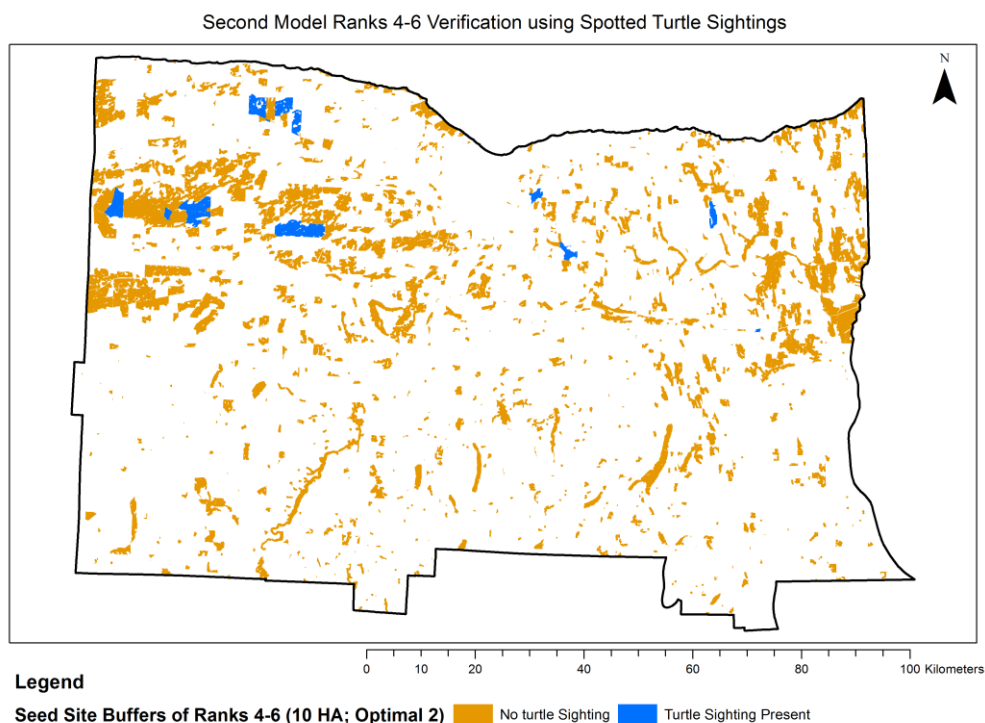 Second Model Ranks 4-6 Verification using Spotted Turtle Sightings
N
0 10 20 40 60 80 100 Kilometers
Legend
Seed Site Buffers of Ranks 4-6 (10 HA; Optimal 2) No turtle Sighting Turtle Sighting Present